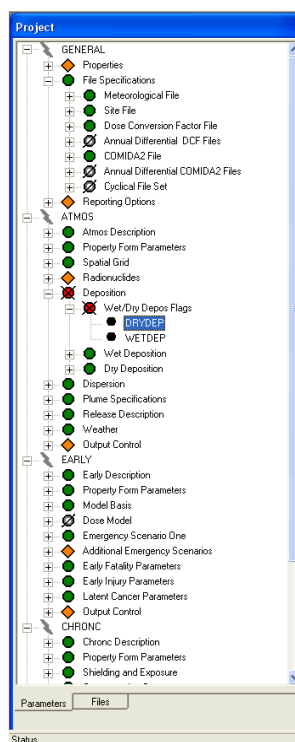 Project
GENERAL
Properties
File Specifications
Meteorological File
Site File
Dose Conversion Factor File
Annual Differential DCF Files
COMIDA2 File
Annual Differential COMIDA2 Files
Cyclical File Set
Reporting Options
ATMOS
Atmos Description
Property Form Parameters
Spatial Grid
Radionuclides
Deposition
Wet/Dry Depos Flags
DRYDEP
WETDEP
Wet Deposition
Dry Deposition
Dispersion
Plume Specifications
Release Description
Weather
Output Control
EARLY
Early Description
Property Form Parameters
Model Basis
Dose Model
Emergency Scenario One
Additional Emergency Scenarios
Early Fatality Parameters
Early Injury Parameters
Latent Cancer Parameters
Output Control
CHRONC
Chronc Description
Property Form Parameters
Shielding and Exposure
Parameters Files
Status